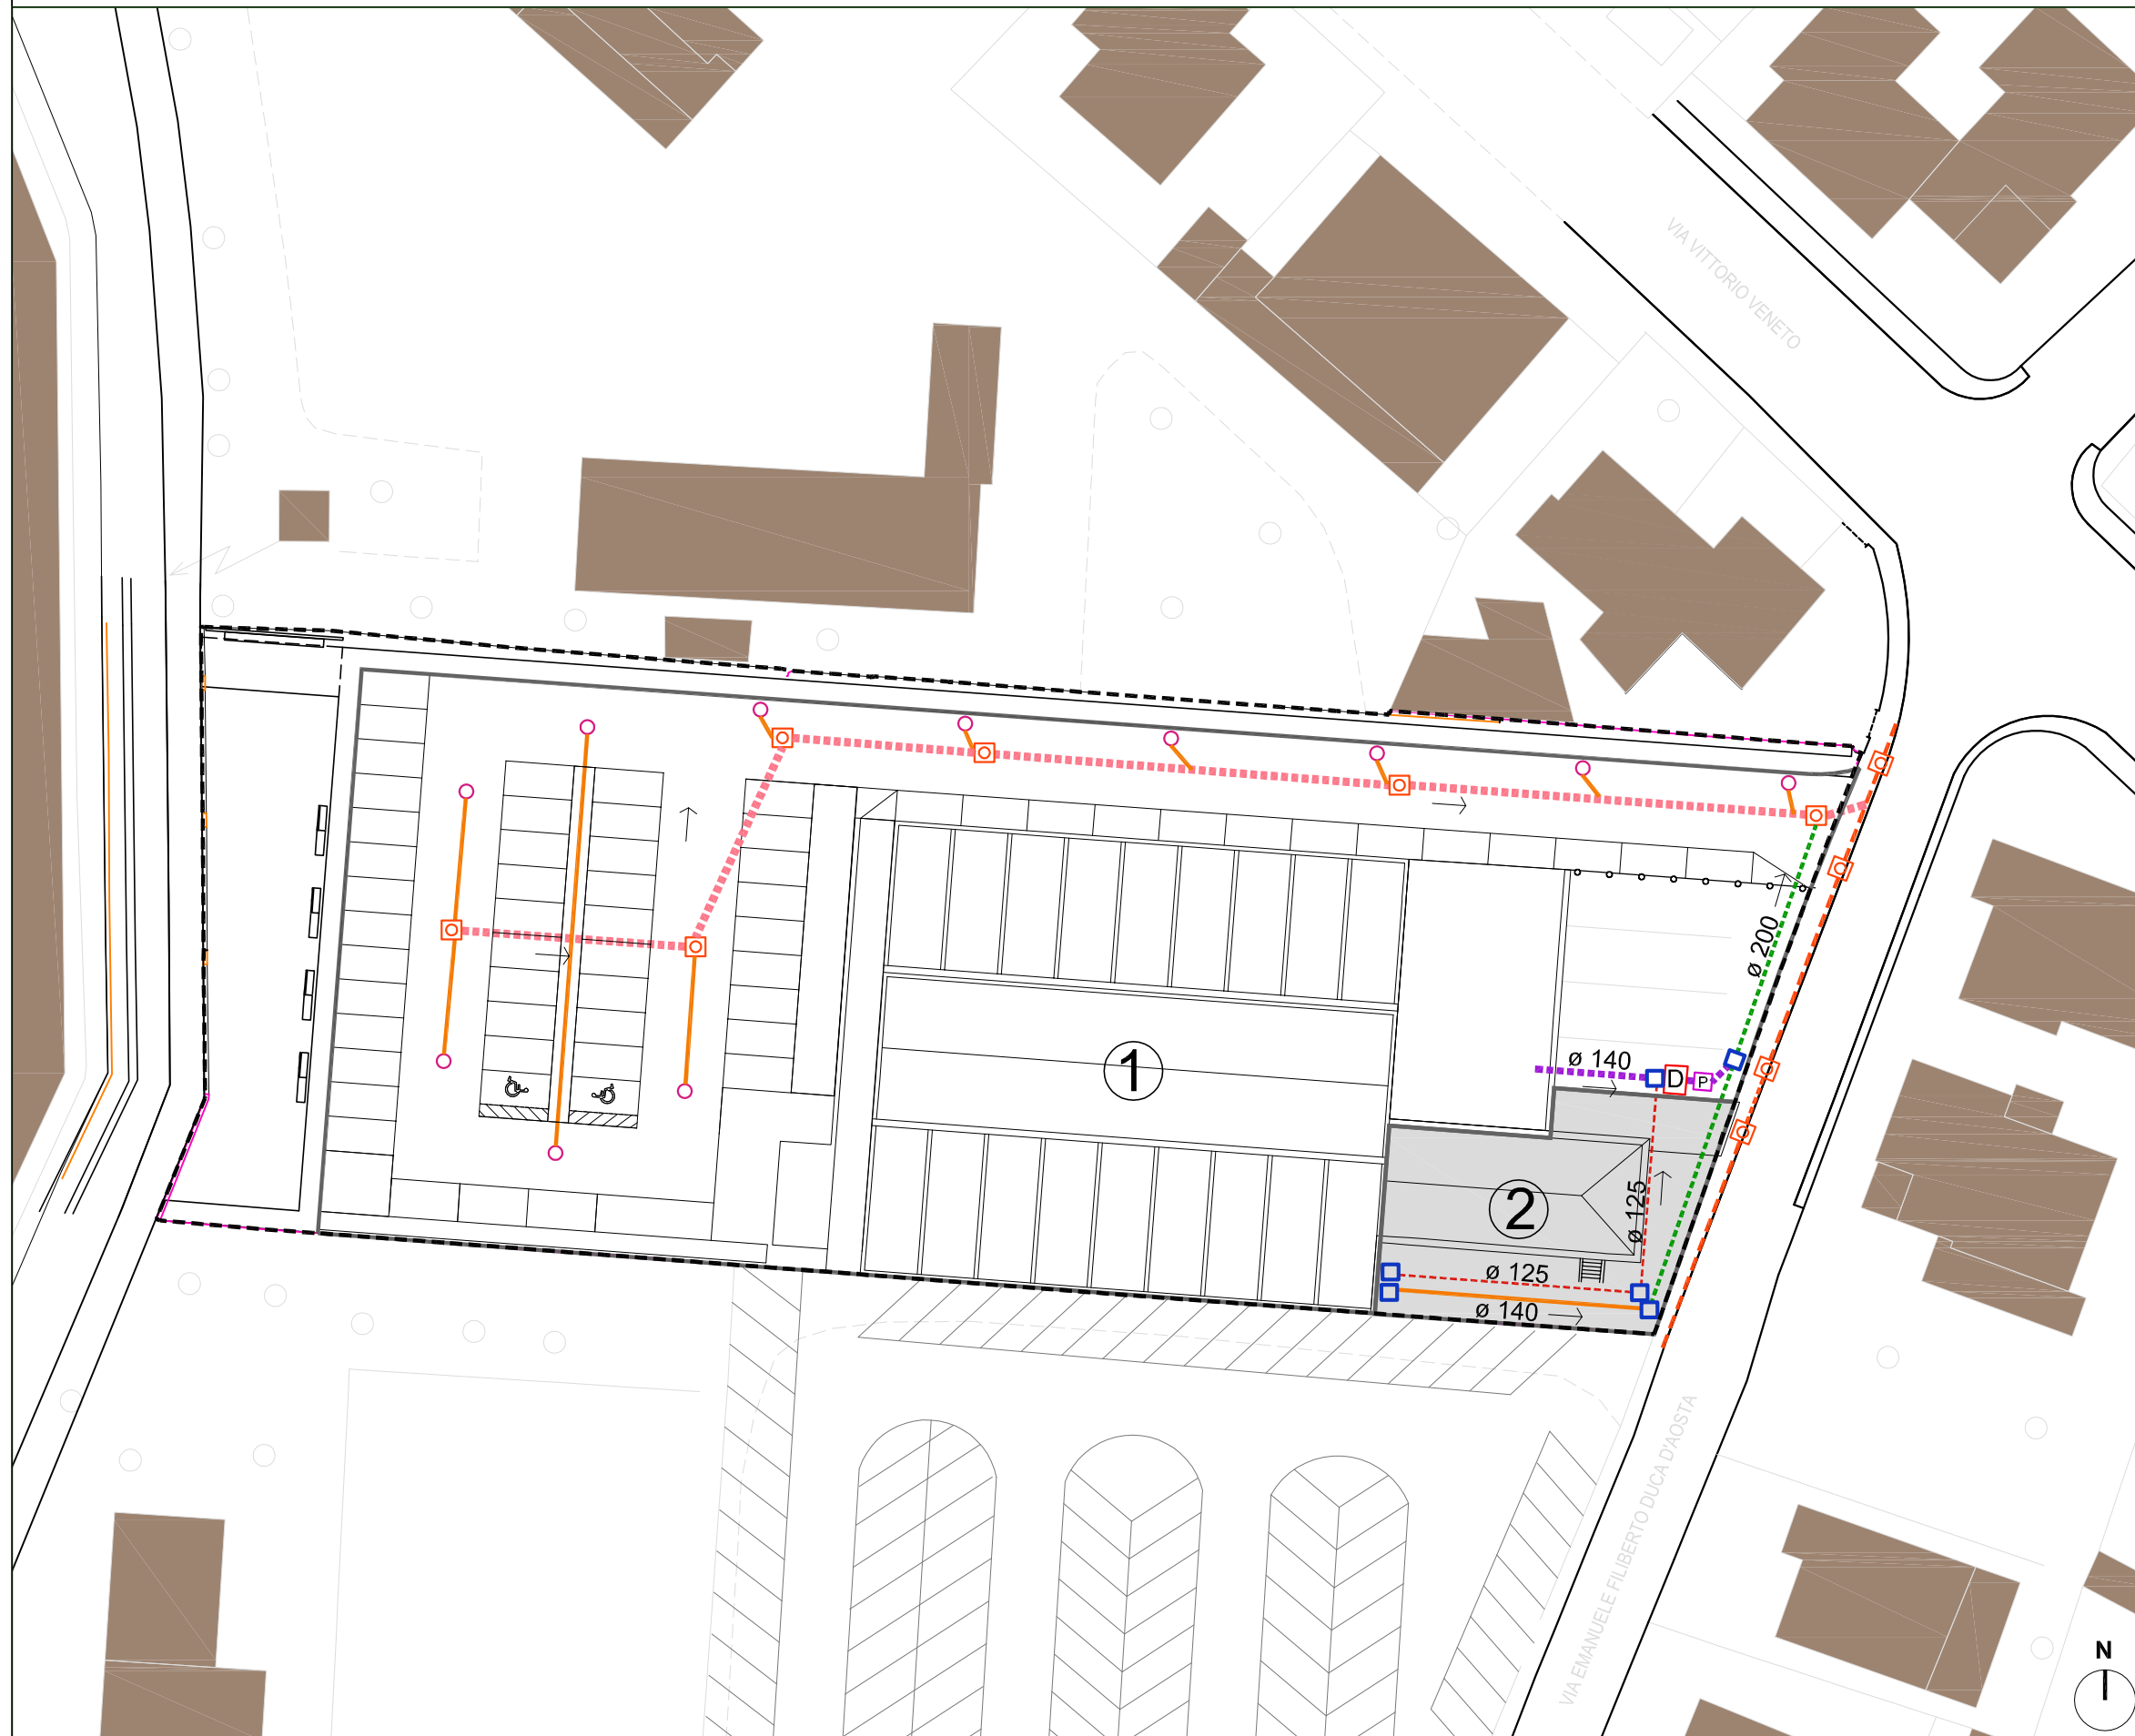 VIA VITTORIO VENETO
ø 200
ø 140
D
P
1
2
ø 125
ø 125
ø 140
VIA EMANUELE FILIBERTO DUCA D'AOSTA
N